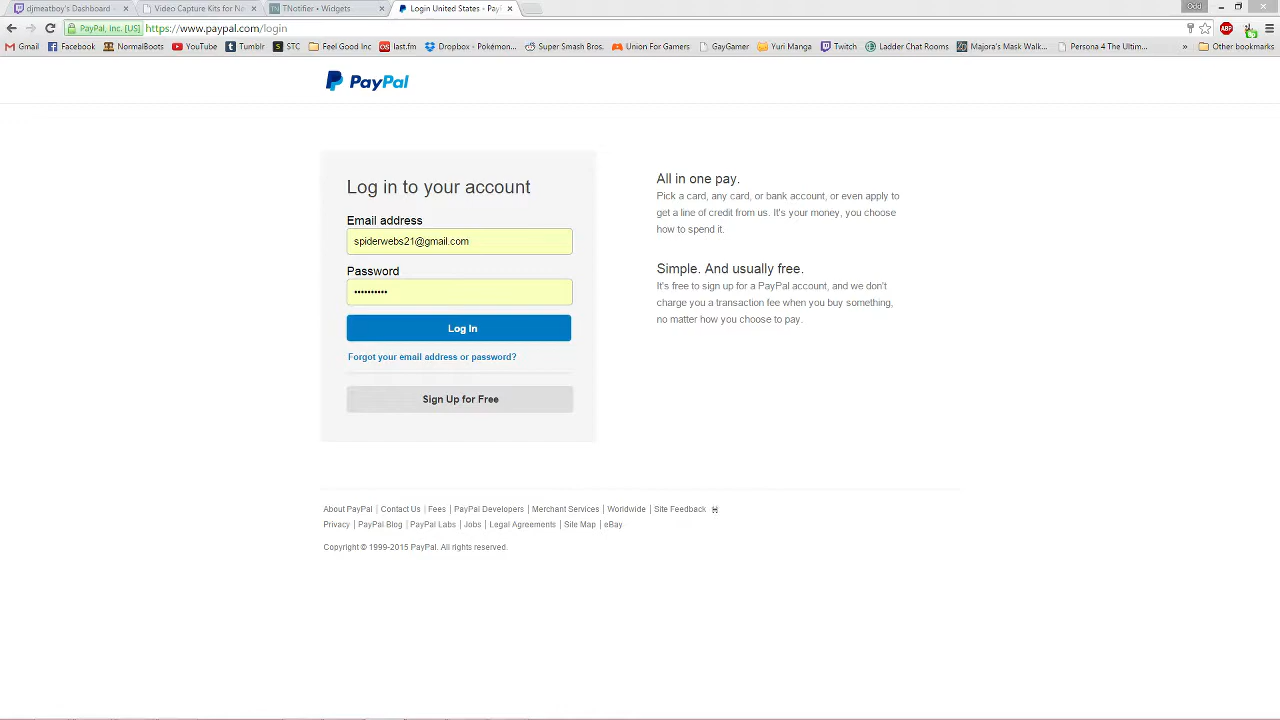 djmeatboy's Dashboard -
Video Capture Kits for Ne
TNotifier • Widgets
Login United States - PayP
Odd
PayPal, Inc. [US]
https://www.paypal.com/login
Gmail
Facebook
NormalBoots
YouTube
Tumblr
STC
Feel Good Inc.
last.fm
Dropbox - Pokemon...
Super Smash Bros.
Union For Gamers
GayGamer
Yuri Manga
Twitch
Ladder Chat Rooms
Majora's Mask Walk...
Persona 4 The Ultim...
Other bookmarks
PayPal
Log in to your account
Email address
spiderwebs21@gmail.com
Password
Log In
Forgot your email address or password?
Sign Up for Free
All in one pay.
Pick a card, any card, or bank account, or even apply to
get a line of credit from us. It's your money, you choose
how to spend it.
Simple. And usually free.
It's free to sign up for a PayPal account, and we don't
charge you a transaction fee when you buy something,
no matter how you choose to pay.
About PayPal | Contact Us | Fees | PayPal Developers | Merchant Services | Worldwide | Site Feedback [+]
Privacy | PayPal Blog | PayPal Labs | Jobs | Legal Agreements | Site Map | eBay
Copyright © 1999-2015 PayPal. All rights reserved.